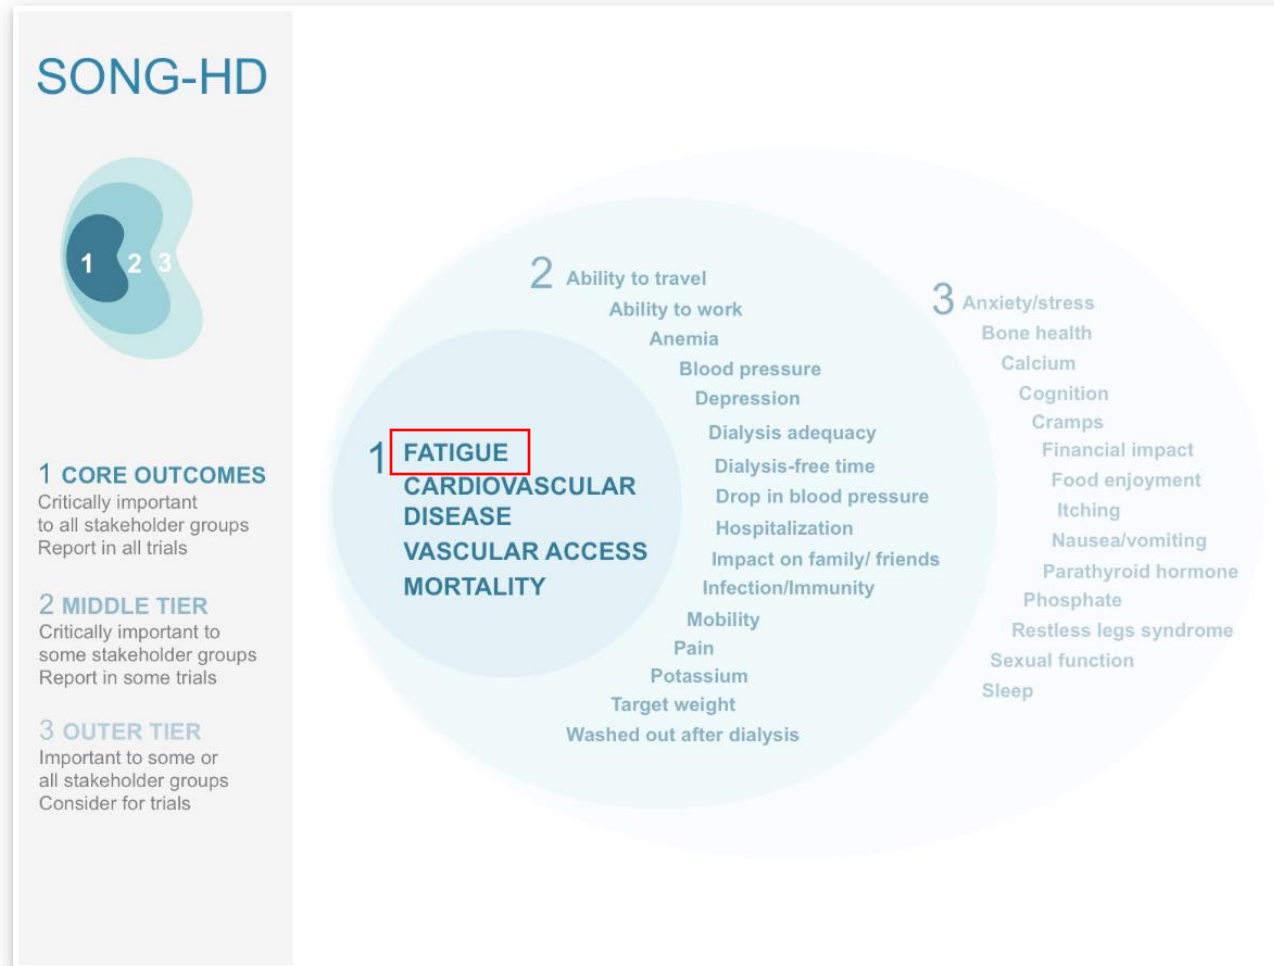 SONG-HD
1 2 3
1 CORE OUTCOMES
Critically important
to all stakeholder groups
Report in all trials
2 MIDDLE TIER
Critically important to
some stakeholder groups
Report in some trials
3 OUTER TIER
Important to some or
all stakeholder groups
Consider for trials
1 FATIGUE
CARDIOVASCULAR
DISEASE
VASCULAR ACCESS
MORTALITY
2 Ability to travel
Ability to work
Anemia
Blood pressure
Depression
Dialysis adequacy
Dialysis-free time
Drop in blood pressure
Hospitalization
Impact on family/ friends
Infection/Immunity
Mobility
Pain
Potassium
Target weight
Washed out after dialysis
3 Anxiety/stress
Bone health
Calcium
Cognition
Cramps
Financial impact
Food enjoyment
Itching
Nausea/vomiting
Parathyroid hormone
Phosphate
Restless legs syndrome
Sexual function
Sleep